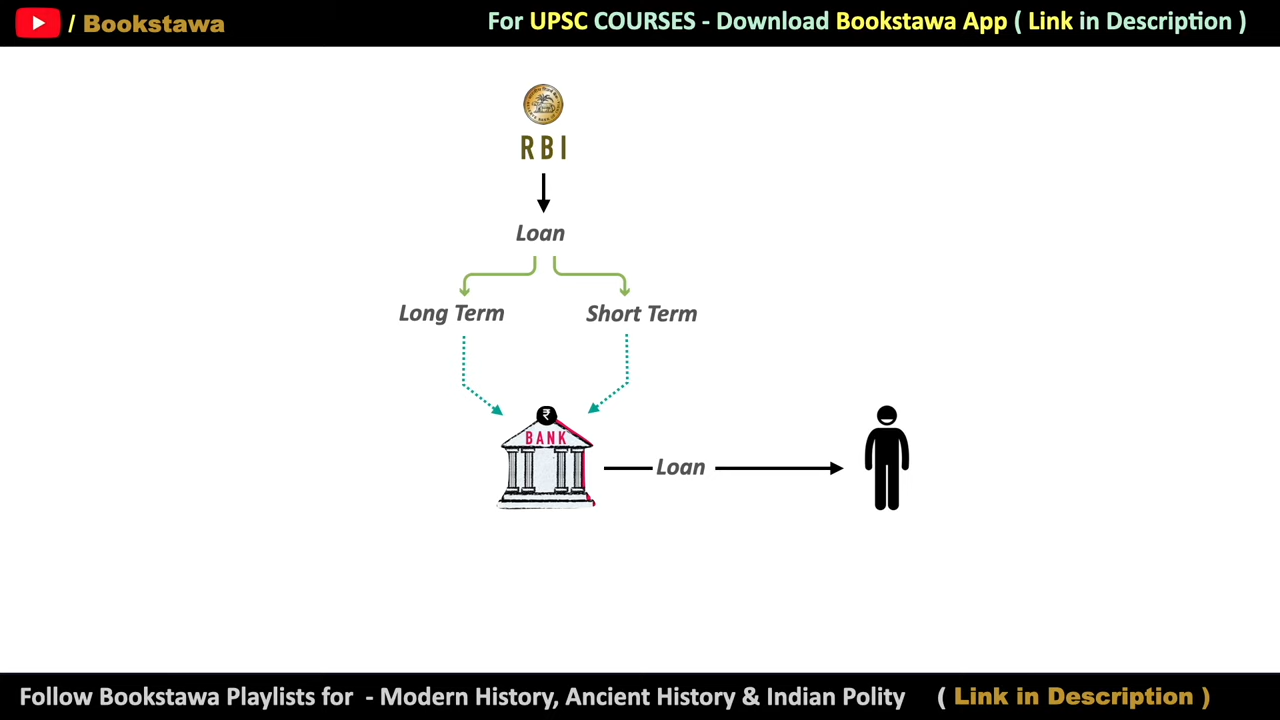 / Bookstawa
For UPSC COURSES - Download Bookstawa App ( Link in Description )
RBI
Loan
Long Term Short Term
₹
BANK
Loan
Follow Bookstawa Playlists for - Modern History, Ancient History & Indian Polity ( Link in Description )